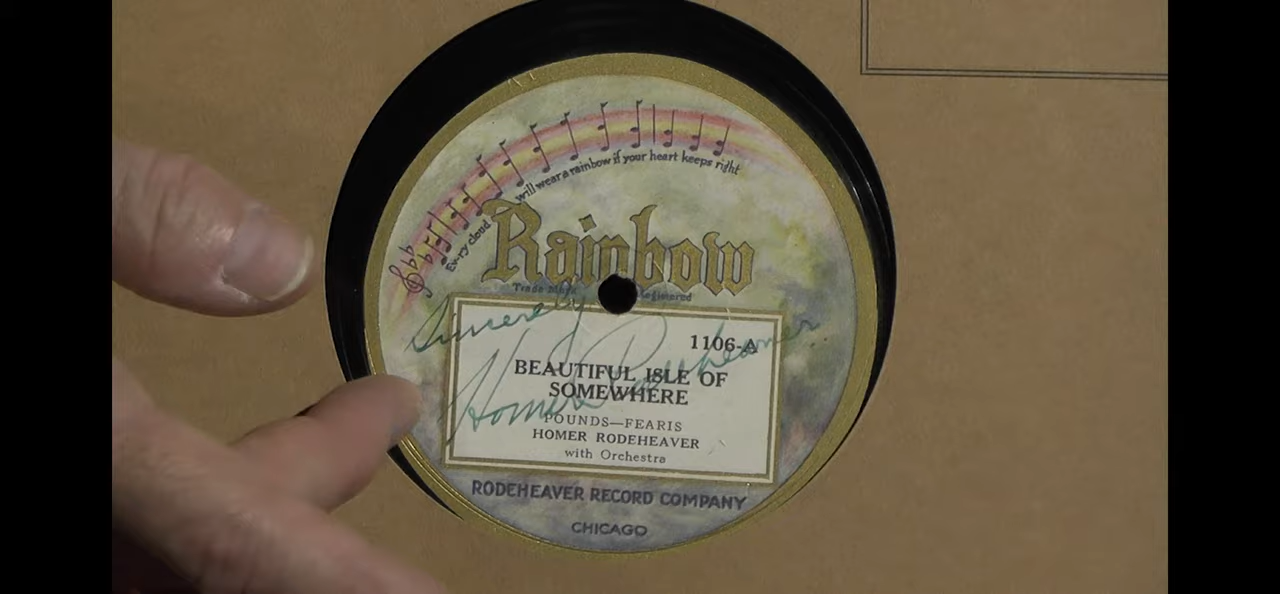 Ev'ry cloud will wear a rainbow if your heart keeps right
Rainbow
Trade Mark Registered
Sincerely
Homer Rodeheaver
1106-A
BEAUTIFUL ISLE OF
SOMEWHERE
POUNDS—FEARIS
HOMER RODEHEAVER
with Orchestra
RODEHEAVER RECORD COMPANY
CHICAGO